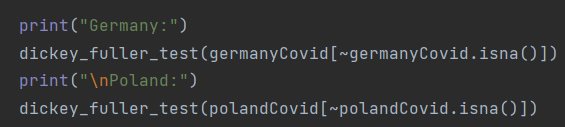 print("Germany:")
dickey_fuller_test(germanyCovid[~germanyCovid.isna()])
print("\nPoland:")
dickey_fuller_test(polandCovid[~polandCovid.isna()])